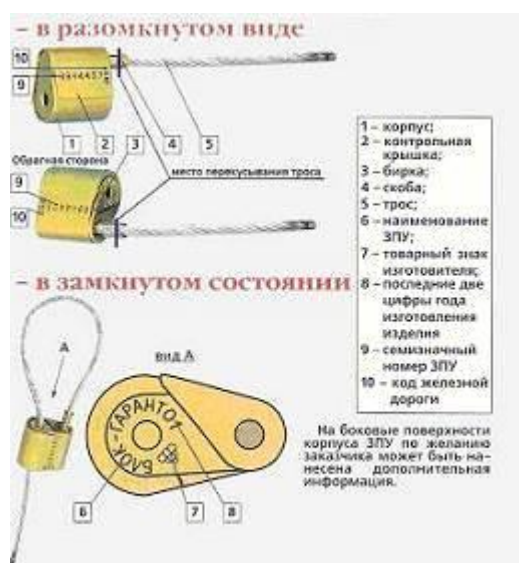 – в разомкнутом виде
10
9
1
2
3
4
5
Обратная сторона
место перекусывания троса
9
10
1 – корпус;
2 – контрольная
крышка;
3 – бирка;
4 – скоба;
5 – трос;
6 – наименование
ЗПУ;
7 – товарный знак
изготовителя;
8 – последние две
цифры года
изготовления
изделия
9 – семизначный
номер ЗПУ
10 – код железной
дороги
– в замкнутом состоянии
А
вид А
БЛОК-ГАРАНТ01
6
7
8
На боковые поверхности
корпуса ЗПУ по желанию
заказчика может быть на-
несена дополнительная
информация.